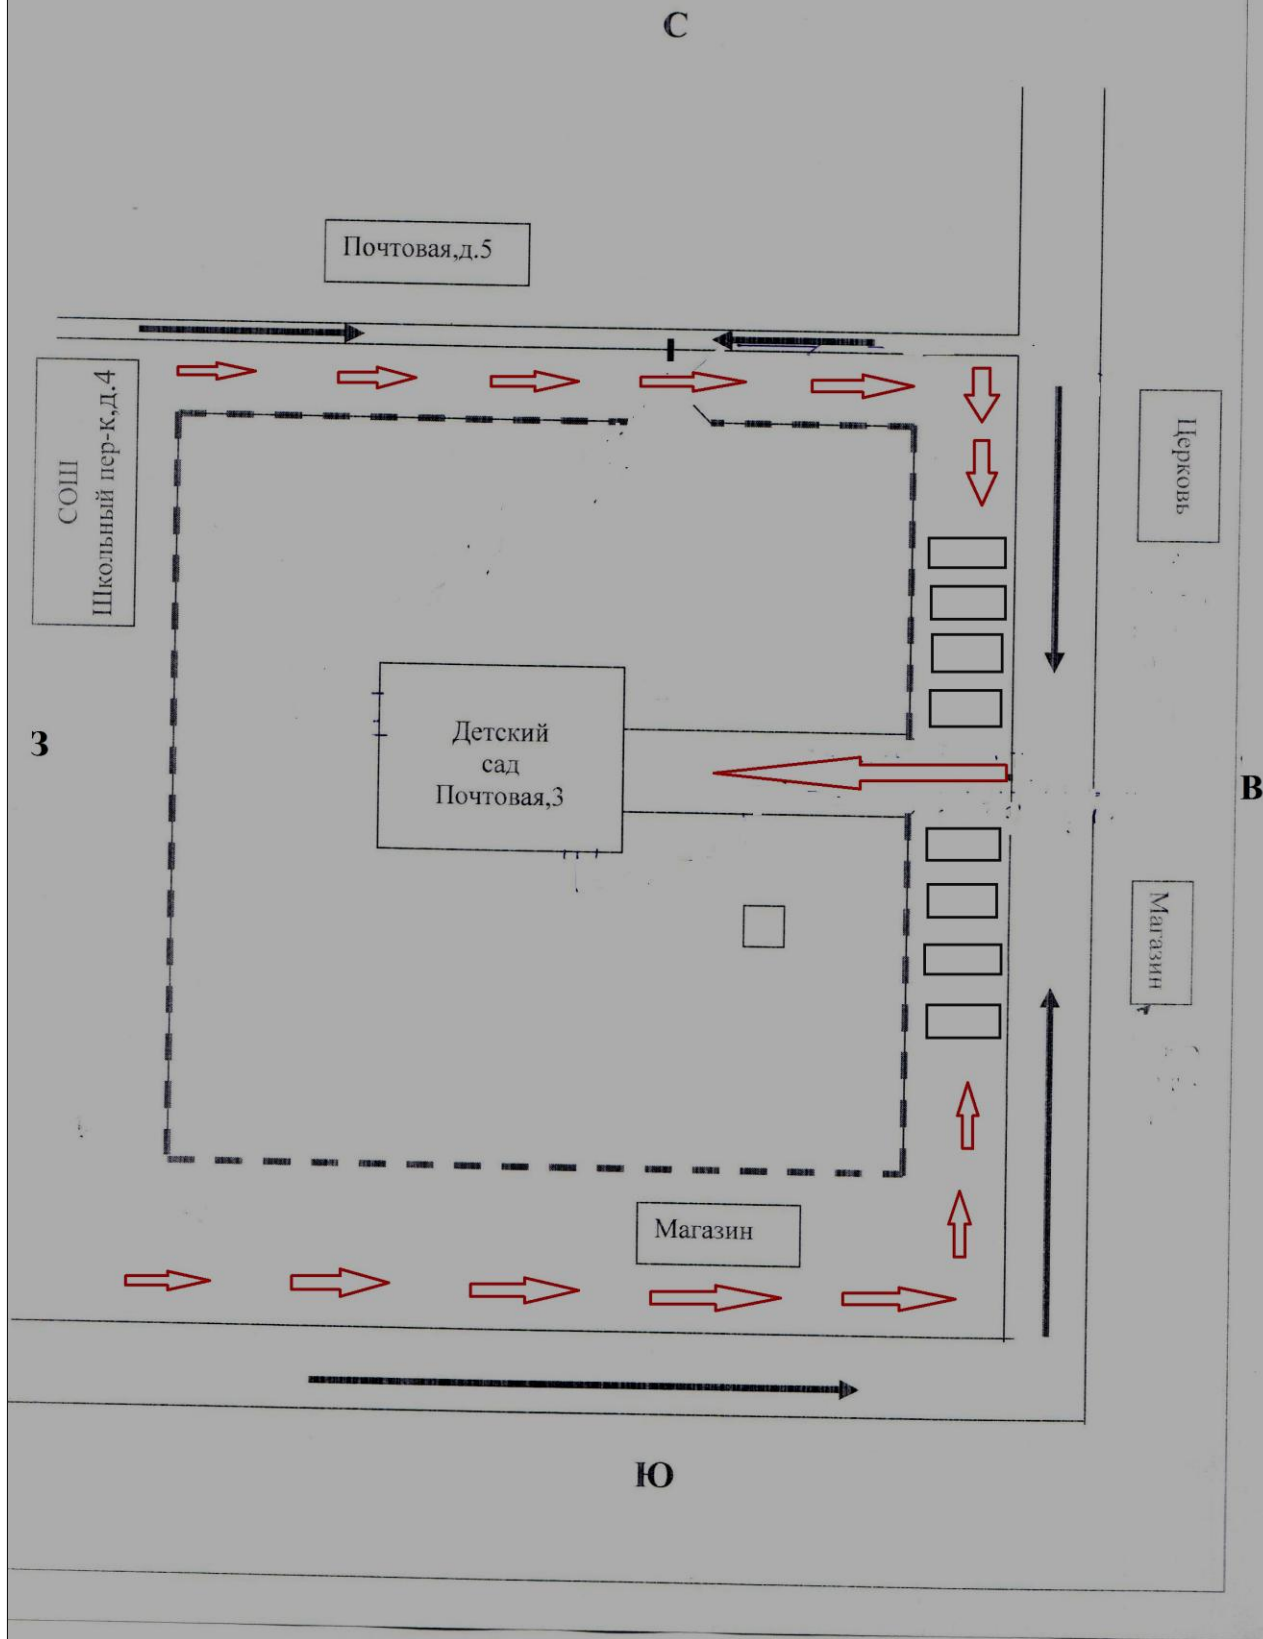 С
Почтовая,д.5
СОШ
Школьный пер-к,д.4
Церковь
З
Детский
сад
Почтовая,3
В
Магазин
Магазин
Ю